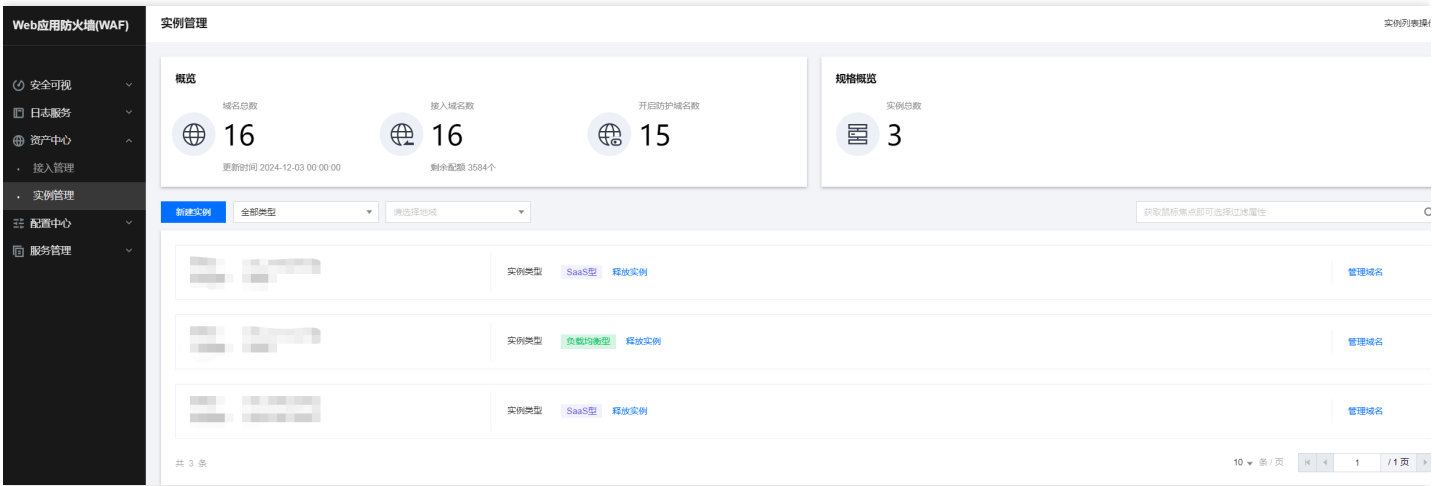 Web应用防火墙(WAF)
实例管理
实例列表操作
安全可视
日志服务
资产中心
接入管理
实例管理
配置中心
服务管理
概览
域名总数
16
更新时间 2024-12-03 00:00:00
接入域名数
16
剩余配额 3584个
开启防护域名数
15
规格概览
实例总数
3
新建实例 全部类型 请选择地域 获取鼠标焦点即可选择过滤属性
实例类型 SaaS型 释放实例 管理域名
实例类型 负载均衡型 释放实例 管理域名
实例类型 SaaS型 释放实例 管理域名
共 3 条 10 条 / 页 1 / 1 页